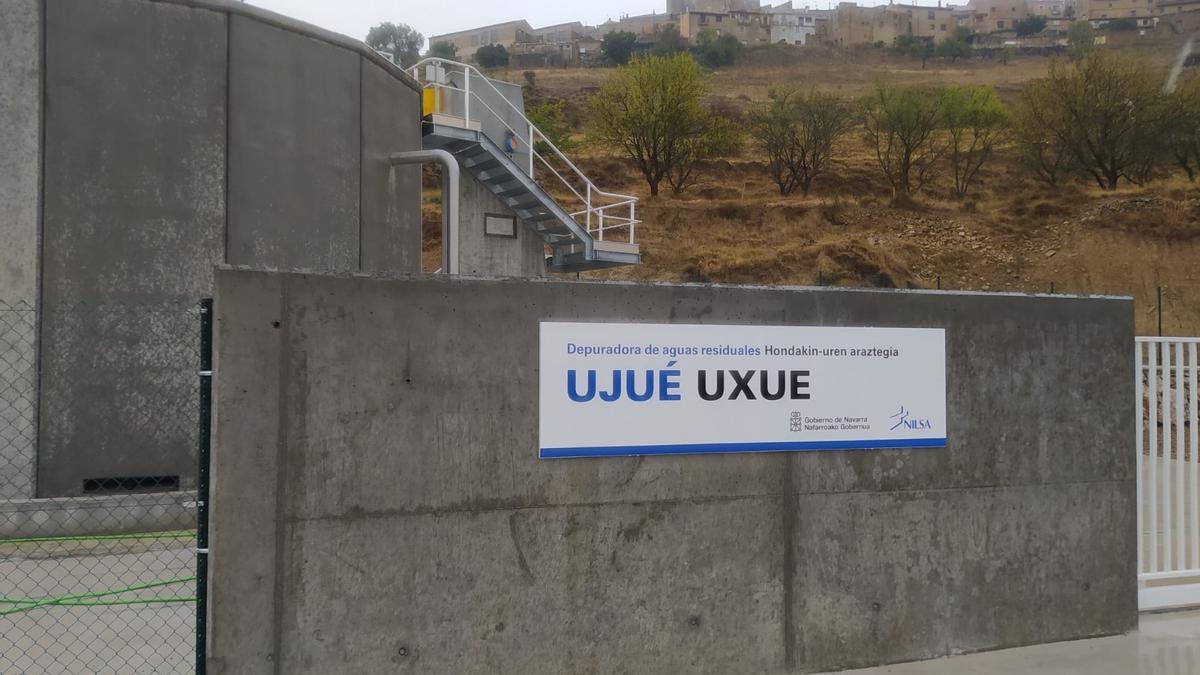 Depuradora de aguas residuales Hondakin-uren araztegia
UJUÉ UXUE
Gobierno de Navarra
Nafarroako Gobernua
NILSA